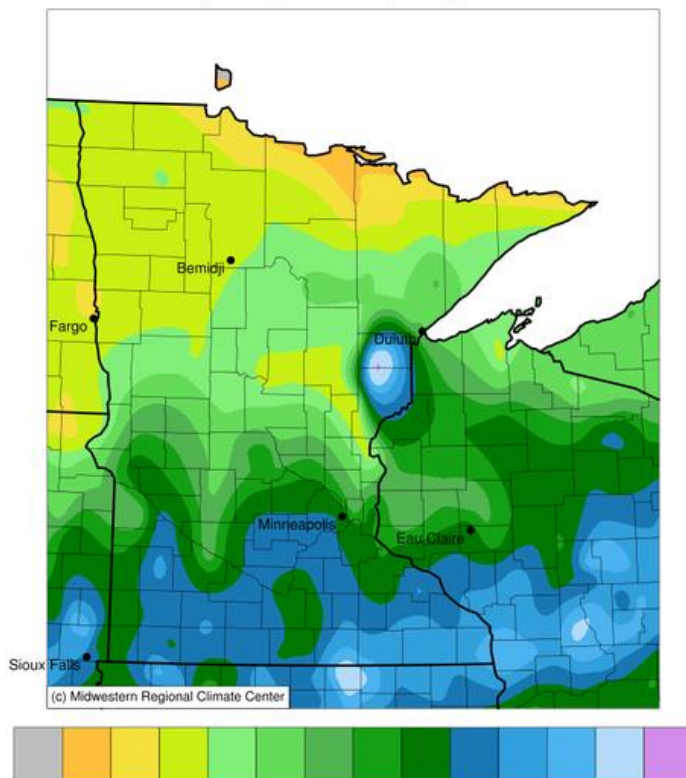 Bemidji
Fargo
Duluth
Minneapolis
Eau Claire
Sioux Falls
(c) Midwestern Regional Climate Center